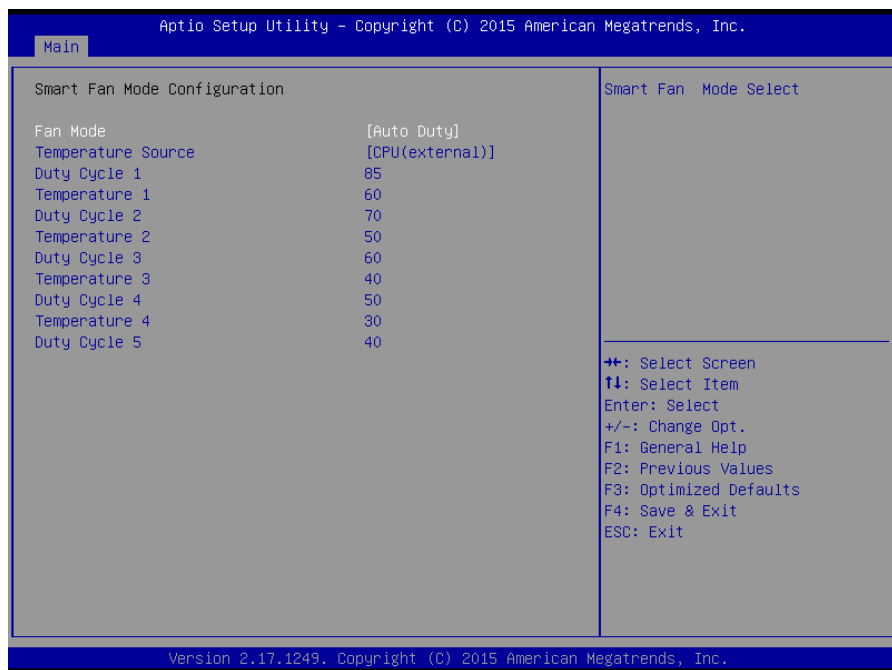 Aptio Setup Utility – Copyright (C) 2015 American Megatrends, Inc.
Main
Smart Fan Mode Configuration
Fan Mode [Auto Duty]
Temperature Source [CPU(external)]
Duty Cycle 1 85
Temperature 1 60
Duty Cycle 2 70
Temperature 2 50
Duty Cycle 3 60
Temperature 3 40
Duty Cycle 4 50
Temperature 4 30
Duty Cycle 5 40
Smart Fan Mode Select
→←: Select Screen
↑↓: Select Item
Enter: Select
+/-: Change Opt.
F1: General Help
F2: Previous Values
F3: Optimized Defaults
F4: Save & Exit
ESC: Exit
Version 2.17.1249. Copyright (C) 2015 American Megatrends, Inc.